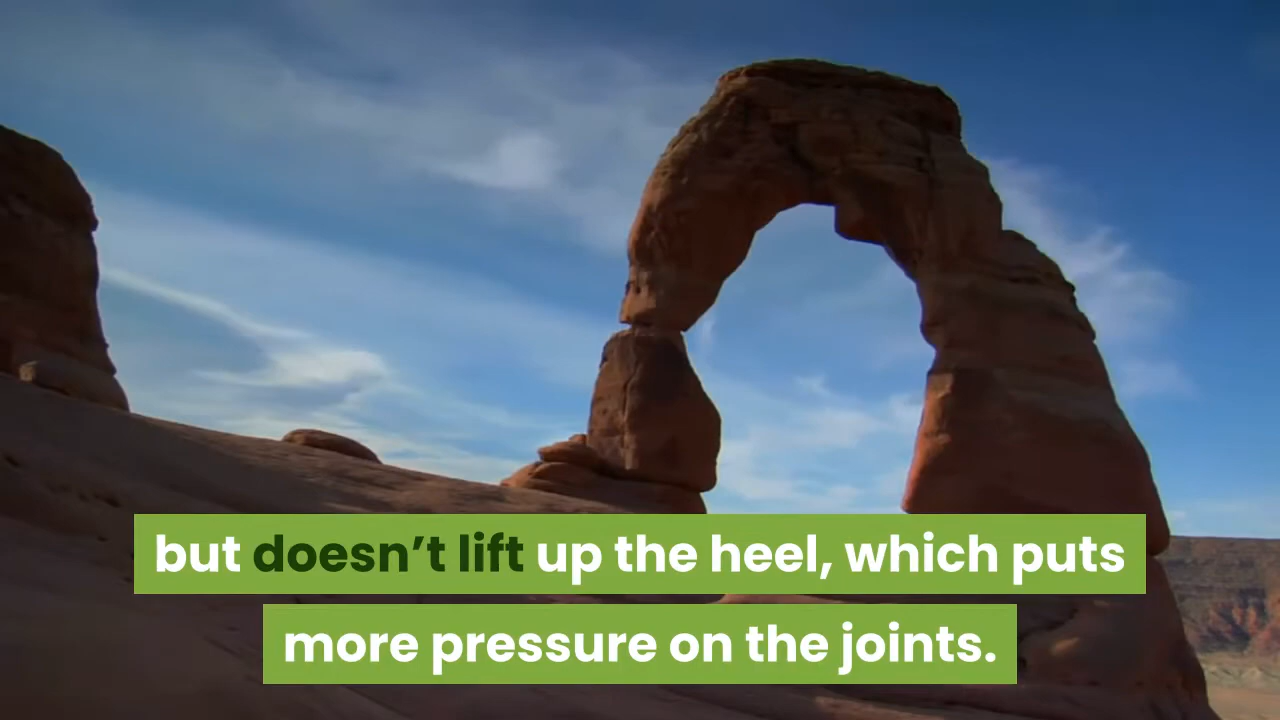 but doesn’t lift up the heel, which puts
more pressure on the joints.